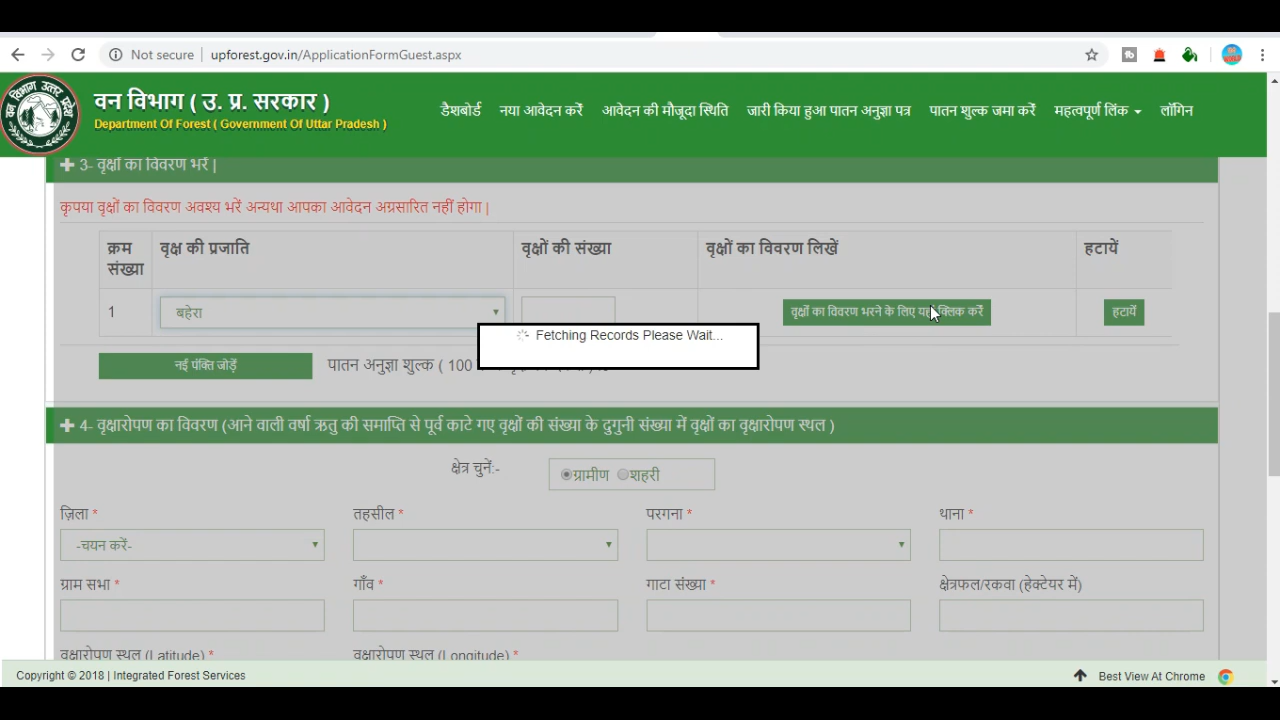 Not secure | upforest.gov.in/ApplicationFormGuest.aspx
वन विभाग ( उ. प्र. सरकार )
Department Of Forest ( Government Of Uttar Pradesh )
डैशबोर्ड नया आवेदन करें आवेदन की मौजूदा स्थिति जारी किया हुआ पातन अनुज्ञा पत्र पातन शुल्क जमा करें महत्वपूर्ण लिंक लॉगिन
3- वृक्षों का विवरण भरें |
कृपया वृक्षों का विवरण अवश्य भरें अन्यथा आपका आवेदन अग्रसारित नहीं होगा |
क्रम संख्या वृक्ष की प्रजाति वृक्षों की संख्या वृक्षों का विवरण लिखें हटायें
1 बहेरा वृक्षों का विवरण भरने के लिए क्लिक करें हटायें
Fetching Records Please Wait...
नई पंक्ति जोड़ें पातन अनुज्ञा शुल्क ( 100
4- वृक्षारोपण का विवरण (आने वाली वर्षा ऋतु की समाप्ति से पूर्व काटे गए वृक्षों की संख्या के दुगुनी संख्या में वृक्षों का वृक्षारोपण स्थल )
क्षेत्र चुनें:- ग्रामीण शहरी
ज़िला * तहसील * परगना * थाना *
-चयन करें-
ग्राम सभा * गाँव * गाटा संख्या * क्षेत्रफल/रकवा (हेक्टेयर में)
वृक्षारोपण स्थल (Latitude) * वृक्षारोपण स्थल (Longitude) *
Copyright © 2018 | Integrated Forest Services Best View At Chrome